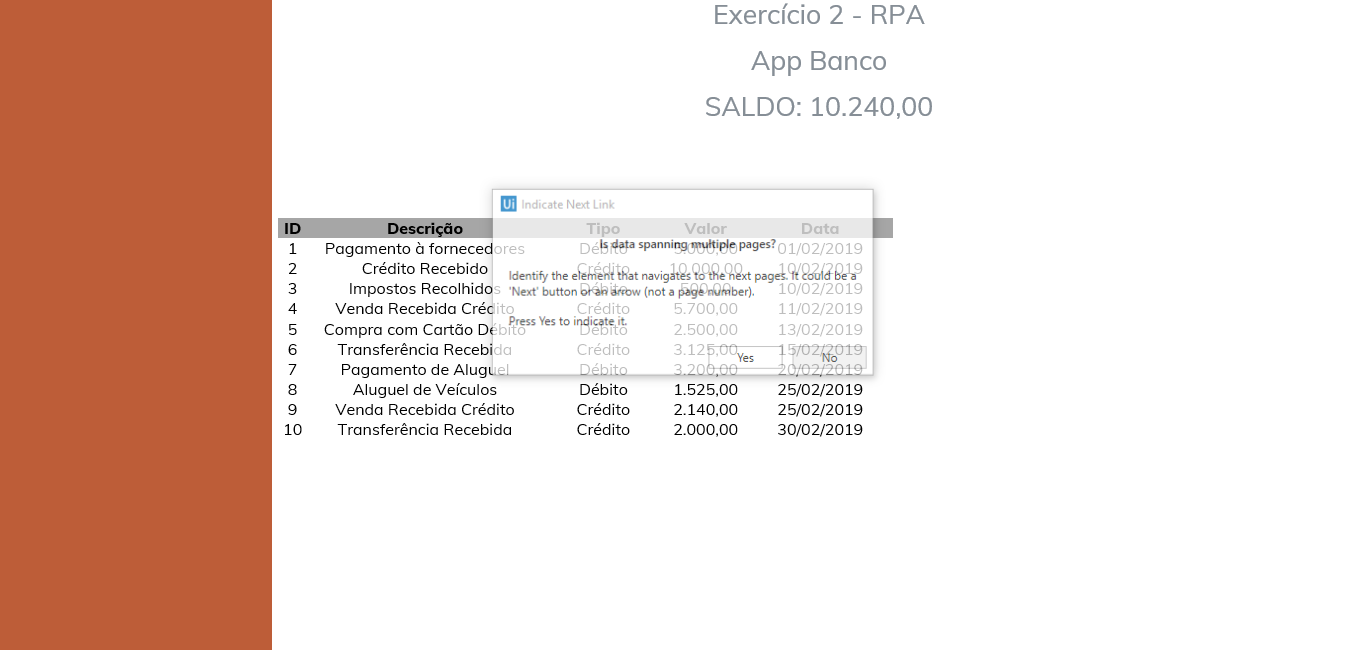 Exercício 2 - RPA
App Banco
SALDO: 10.240,00
Ui Indicate Next Link
ID Descrição Tipo Valor Data
Is data spanning multiple pages?
1 Pagamento à fornecedores Débito 5.000,00 01/02/2019
2 Crédito Recebido Crédito 10.000,00 10/02/2019
Identify the element that navigates to the next pages. It could be a
'Next' button or an arrow (not a page number).
3 Impostos Recolhidos Débito 500,00 10/02/2019
4 Venda Recebida Crédito Crédito 5.700,00 11/02/2019
Press Yes to indicate it.
5 Compra com Cartão Débito Débito 2.500,00 13/02/2019
6 Transferência Recebida Crédito 3.125,00 15/02/2019
Yes No
7 Pagamento de Aluguel Débito 3.200,00 20/02/2019
8 Aluguel de Veículos Débito 1.525,00 25/02/2019
9 Venda Recebida Crédito Crédito 2.140,00 25/02/2019
10 Transferência Recebida Crédito 2.000,00 30/02/2019